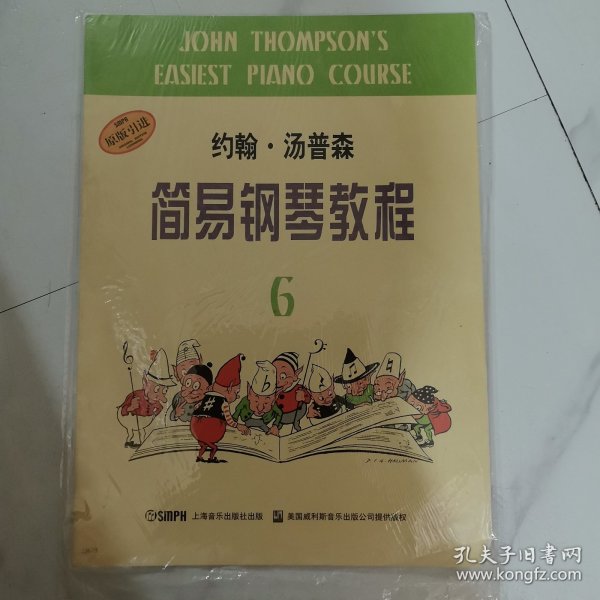 JOHN THOMPSON'S
EASIEST PIANO COURSE
SMPH
原版引进
约翰·汤普森
简易钢琴教程
6
SMPH 上海音乐出版社出版 美国威利斯音乐出版公司提供版权
孔夫子旧书网
www.kongfz.com